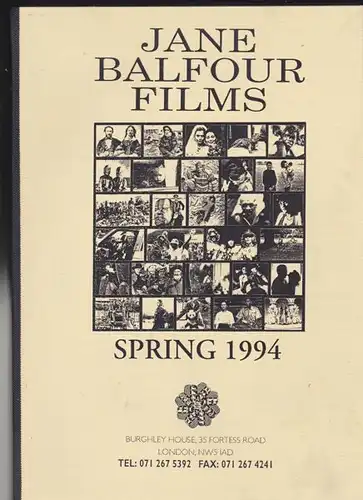 JANE
BALFOUR
FILMS
SPRING 1994
BURGHLEY HOUSE, 35 FORTESS ROAD
LONDON, NW5 1AD
TEL: 071 267 5392 FAX: 071 267 4241